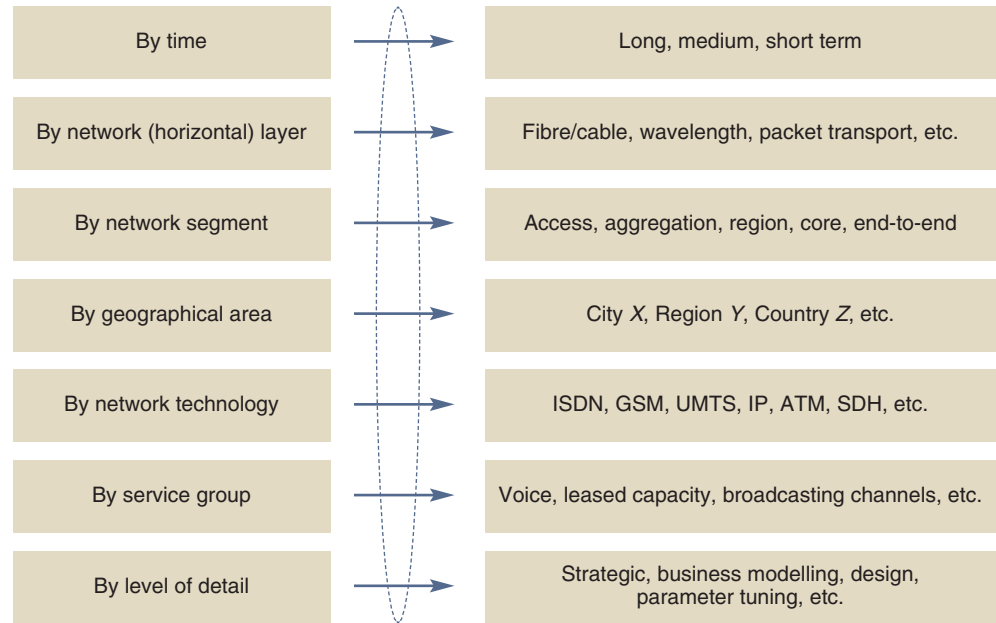 By time
Long, medium, short term
By network (horizontal) layer
Fibre/cable, wavelength, packet transport, etc.
By network segment
Access, aggregation, region, core, end-to-end
By geographical area
City X, Region Y, Country Z, etc.
By network technology
ISDN, GSM, UMTS, IP, ATM, SDH, etc.
By service group
Voice, leased capacity, broadcasting channels, etc.
By level of detail
Strategic, business modelling, design,
parameter tuning, etc.